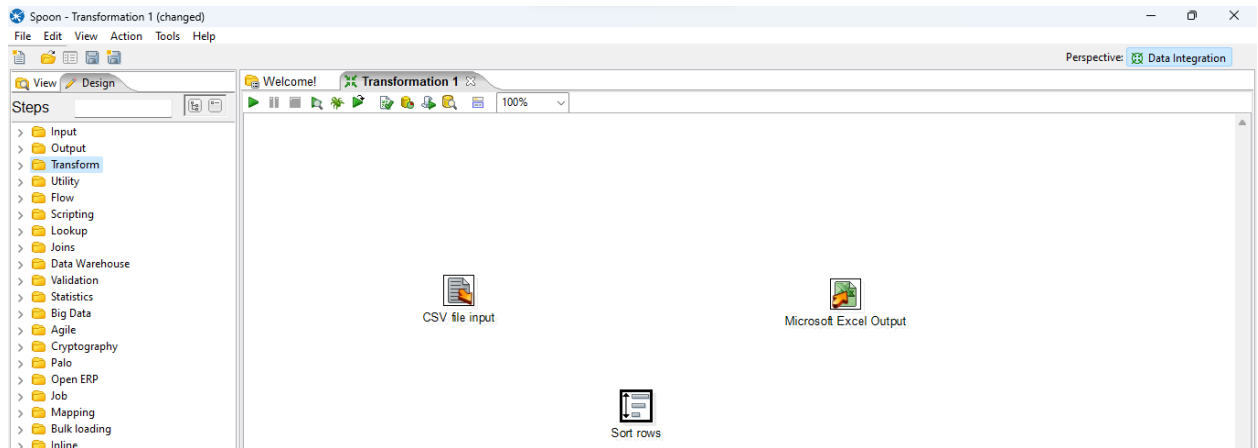 Spoon - Transformation 1 (changed)
File Edit View Action Tools Help
Perspective: Data Integration
View Design
Welcome! Transformation 1
Steps
100%
Input
Output
Transform
Utility
Flow
Scripting
Lookup
Joins
Data Warehouse
Validation
Statistics
Big Data
Agile
Cryptography
Palo
Open ERP
Job
Mapping
Bulk loading
Inline
CSV file input
Microsoft Excel Output
Sort rows